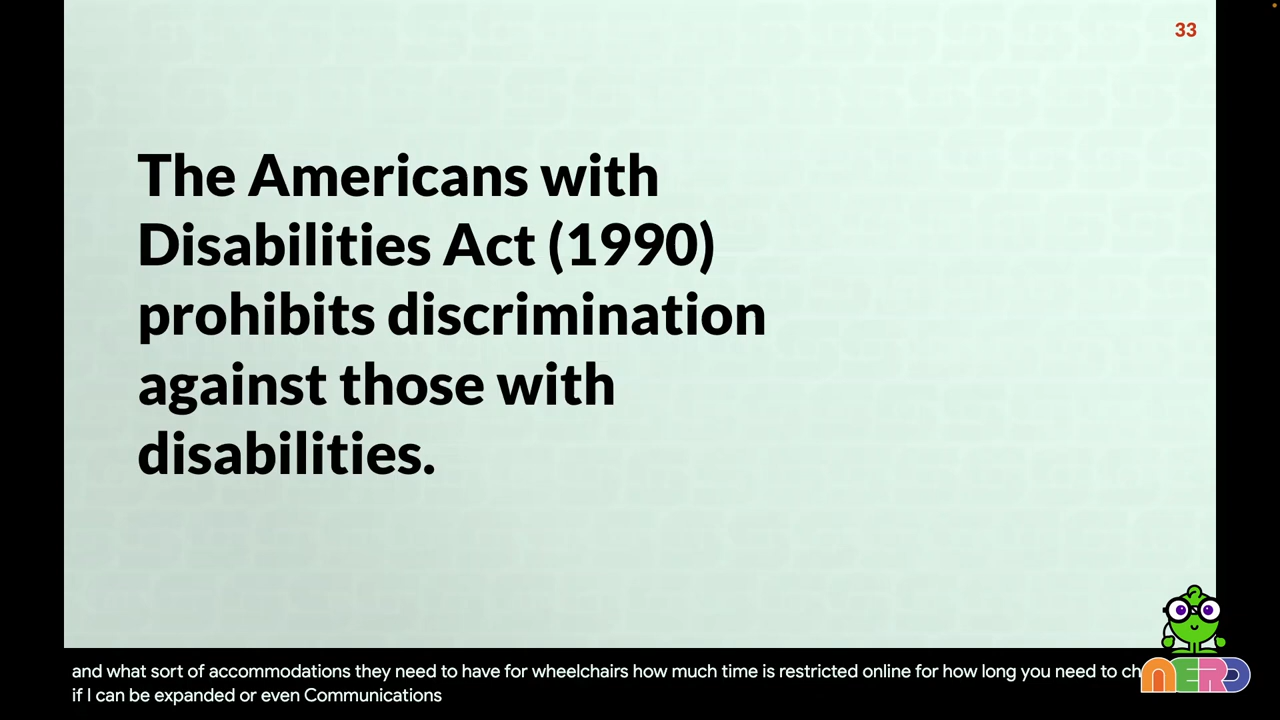 33
The Americans with
Disabilities Act (1990)
prohibits discrimination
against those with
disabilities.
and what sort of accommodations they need to have for wheelchairs how much time is restricted online for how long you need to
if I can be expanded or even Communications
NERD